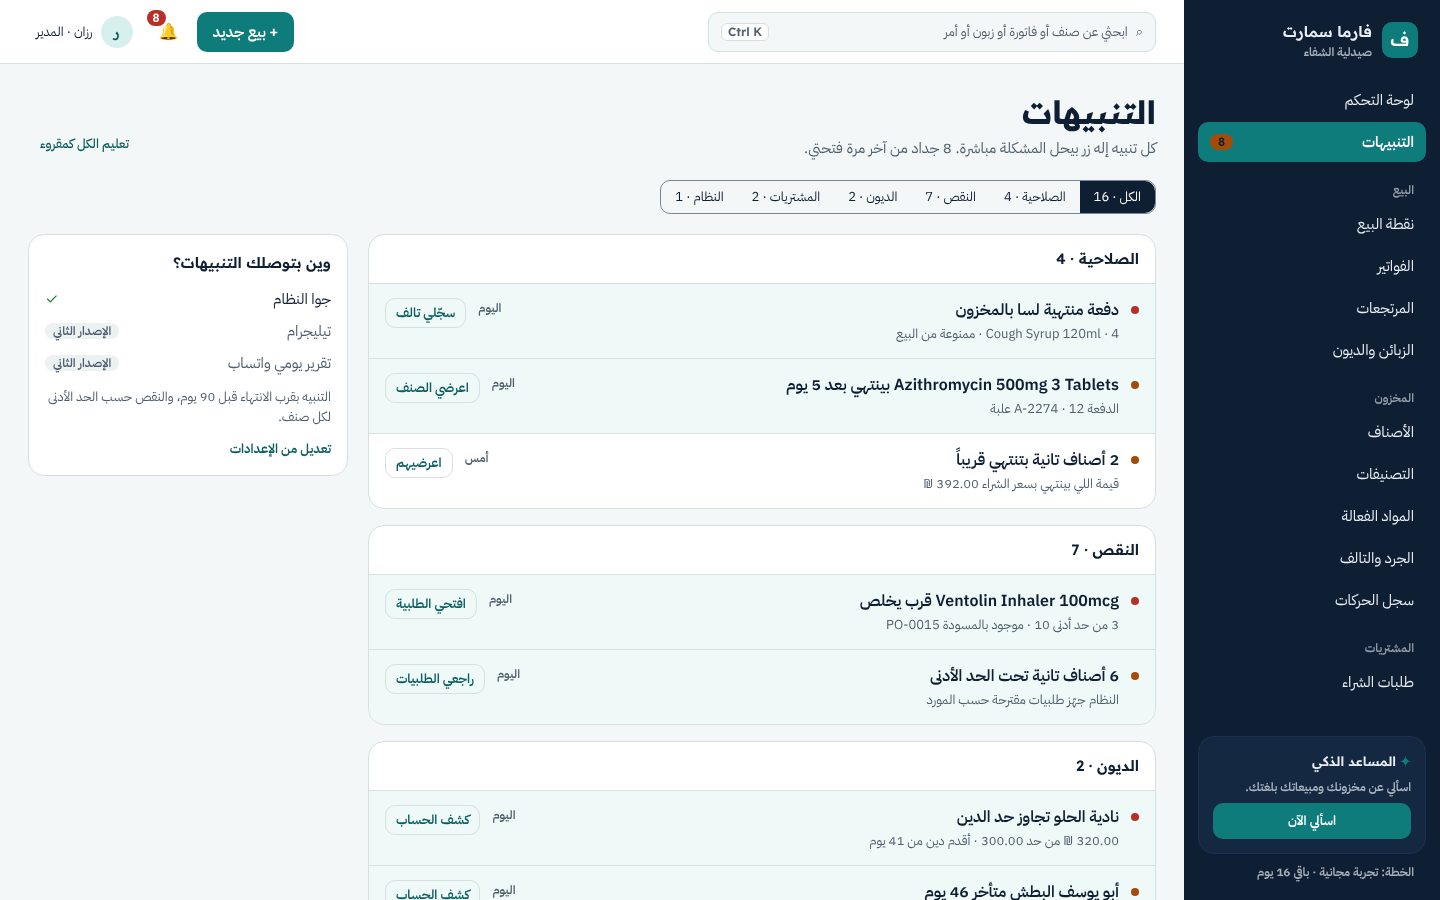 ف
فارما سمارت
صيدلية الشفاء
لوحة التحكم
التنبيهات
8
البيع
نقطة البيع
الفواتير
المرتجعات
الزبائن والديون
المخزون
الأصناف
التصنيفات
المواد الفعالة
الجرد والتالف
سجل الحركات
المشتريات
طلبات الشراء
✦ المساعد الذكي
اسألي عن مخزونك ومبيعاتك بلغتك.
اسألي الآن
الخطة: تجربة مجانية · باقي 16 يوم
ابحثي عن صنف أو فاتورة أو زبون أو أمر
Ctrl K
+ بيع جديد
8
ر
رزان · المدير
التنبيهات
كل تنبيه إله زر بيحل المشكلة مباشرة. 8 جداد من آخر مرة فتحتي.
تعليم الكل كمقروء
الكل · 16
الصلاحية · 4
النقص · 7
الديون · 2
المشتريات · 2
النظام · 1
الصلاحية · 4
دفعة منتهية لسا بالمخزون
Cough Syrup 120ml · 4 · ممنوعة من البيع
اليوم
سجّلي تالف
Azithromycin 500mg 3 Tablets بينتهي بعد 5 يوم
الدفعة A-2274 · 12 علبة
اليوم
اعرضي الصنف
2 أصناف تانية بتنتهي قريباً
قيمة اللي بينتهي بسعر الشراء 392.00 ₪
أمس
اعرضيهم
النقص · 7
Ventolin Inhaler 100mcg قرب يخلص
3 من حد أدنى 10 · موجود بالمسودة PO-0015
اليوم
افتحي الطلبية
6 أصناف تانية تحت الحد الأدنى
النظام جهّز طلبيات مقترحة حسب المورد
اليوم
راجعي الطلبيات
الديون · 2
نادية الحلو تجاوز حد الدين
320.00 ₪ من حد 300.00 · أقدم دين من 41 يوم
اليوم
كشف الحساب
أبو يوسف البطش متأخر 46 يوم
اليوم
كشف الحساب
وين بتوصلك التنبيهات؟
جوا النظام
✓
تيليجرام
الإصدار الثاني
تقرير يومي واتساب
الإصدار الثاني
التنبيه بقرب الانتهاء قبل 90 يوم، والنقص حسب الحد الأدنى
لكل صنف.
تعديل من الإعدادات